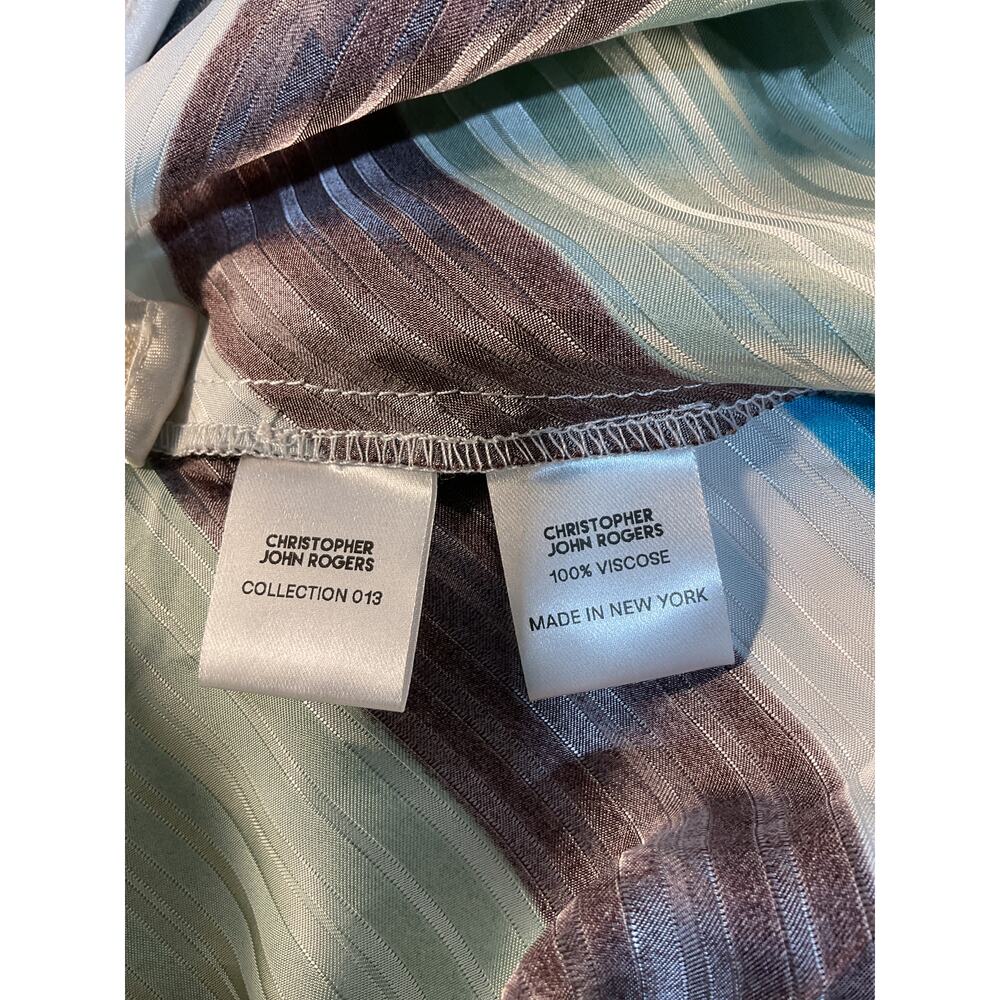 CHRISTOPHER
JOHN ROGERS
COLLECTION 013
CHRISTOPHER
JOHN ROGERS
100% VISCOSE
MADE IN NEW YORK